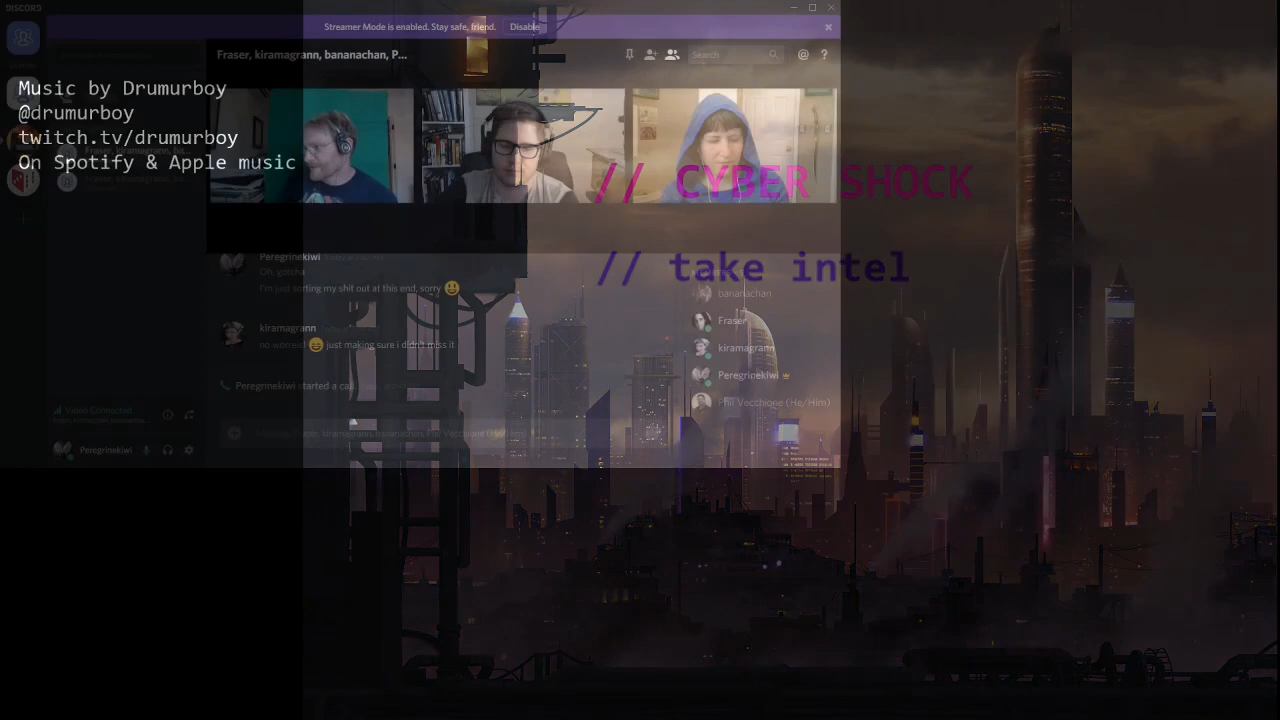 DISCORD
Streamer Mode is enabled. Stay safe, friend. Disable
Fraser, kiramagrann, bananachan, P...
Search
Music by Drumurboy
@drumurboy
twitch.tv/drumurboy
On Spotify & Apple music
// CYBER SHOCK
// take intel
Peregrinekiwi
Oh, gotcha
I'm just sorting my shit out at this end, sorry
kiramagrann
no worries! just making sure i didn't miss it
Peregrinekiwi started a call.
bananachan
Fraser
kiramagrann
Peregrinekiwi
Phil Vecchione (He/Him)
Video Connected
Peregrinekiwi